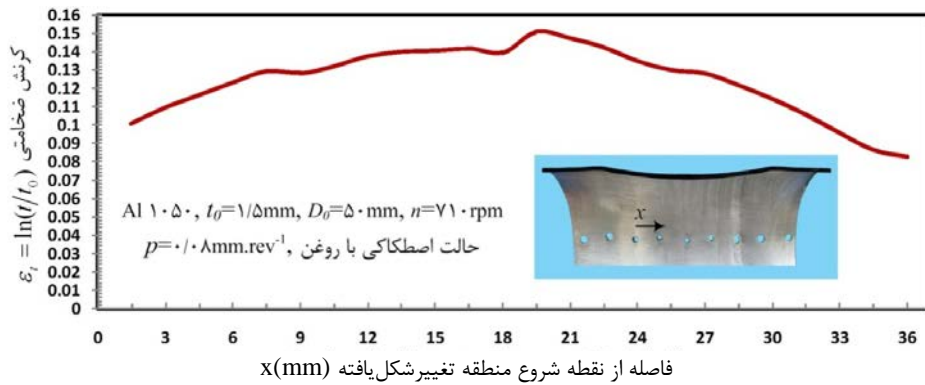 کرنش ضخامتی εt = ln(t/t0)
0.16
0.15
0.14
0.13
0.12
0.11
0.1
0.09
0.08
0.07
0.06
0.05
0.04
0.03
0.02
0.01
0
Al ۱۰۵۰, t0=۱/۵mm, D0=۵۰mm, n=۷۱۰rpm
حالت اصطکاکی با روغن, p=۰/۰۸mm.rev-1
x
0 3 6 9 12 15 18 21 24 27 30 33 36
فاصله از نقطه شروع منطقه تغییرشکل‌یافته x(mm)